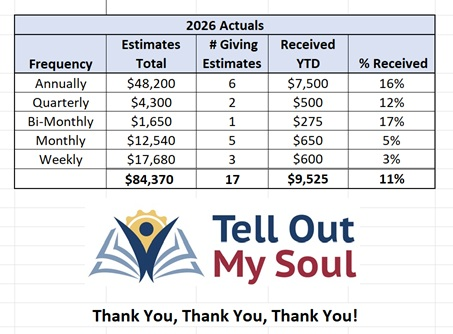 2026 Actuals
Frequency Estimates Total # Giving Estimates Received YTD % Received
Annually $48,200 6 $7,500 16%
Quarterly $4,300 2 $500 12%
Bi-Monthly $1,650 1 $275 17%
Monthly $12,540 5 $650 5%
Weekly $17,680 3 $600 3%
$84,370 17 $9,525 11%
Tell Out
My Soul
Thank You, Thank You, Thank You!